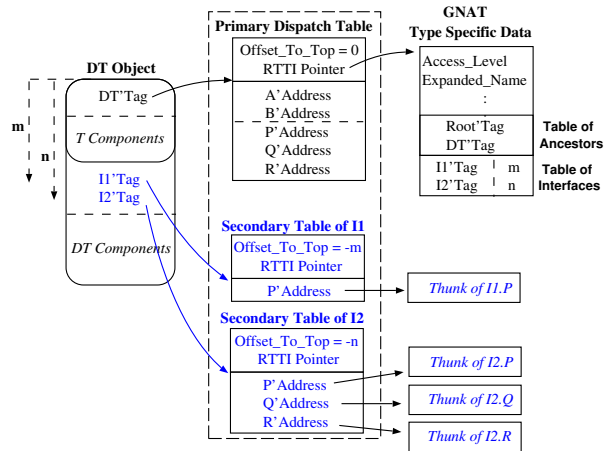 DT Object
DT'Tag
T Components
I1'Tag
I2'Tag
DT Components
m
n
Primary Dispatch Table
Offset_To_Top = 0
RTTI Pointer
A'Address
B'Address
P'Address
Q'Address
R'Address
GNAT
Type Specific Data
Access_Level
Expanded_Name
:
Root'Tag
DT'Tag
Table of
Ancestors
I1'Tag m
I2'Tag n
Table of
Interfaces
Secondary Table of I1
Offset_To_Top = -m
RTTI Pointer
P'Address
Thunk of I1.P
Secondary Table of I2
Offset_To_Top = -n
RTTI Pointer
P'Address
Q'Address
R'Address
Thunk of I2.P
Thunk of I2.Q
Thunk of I2.R